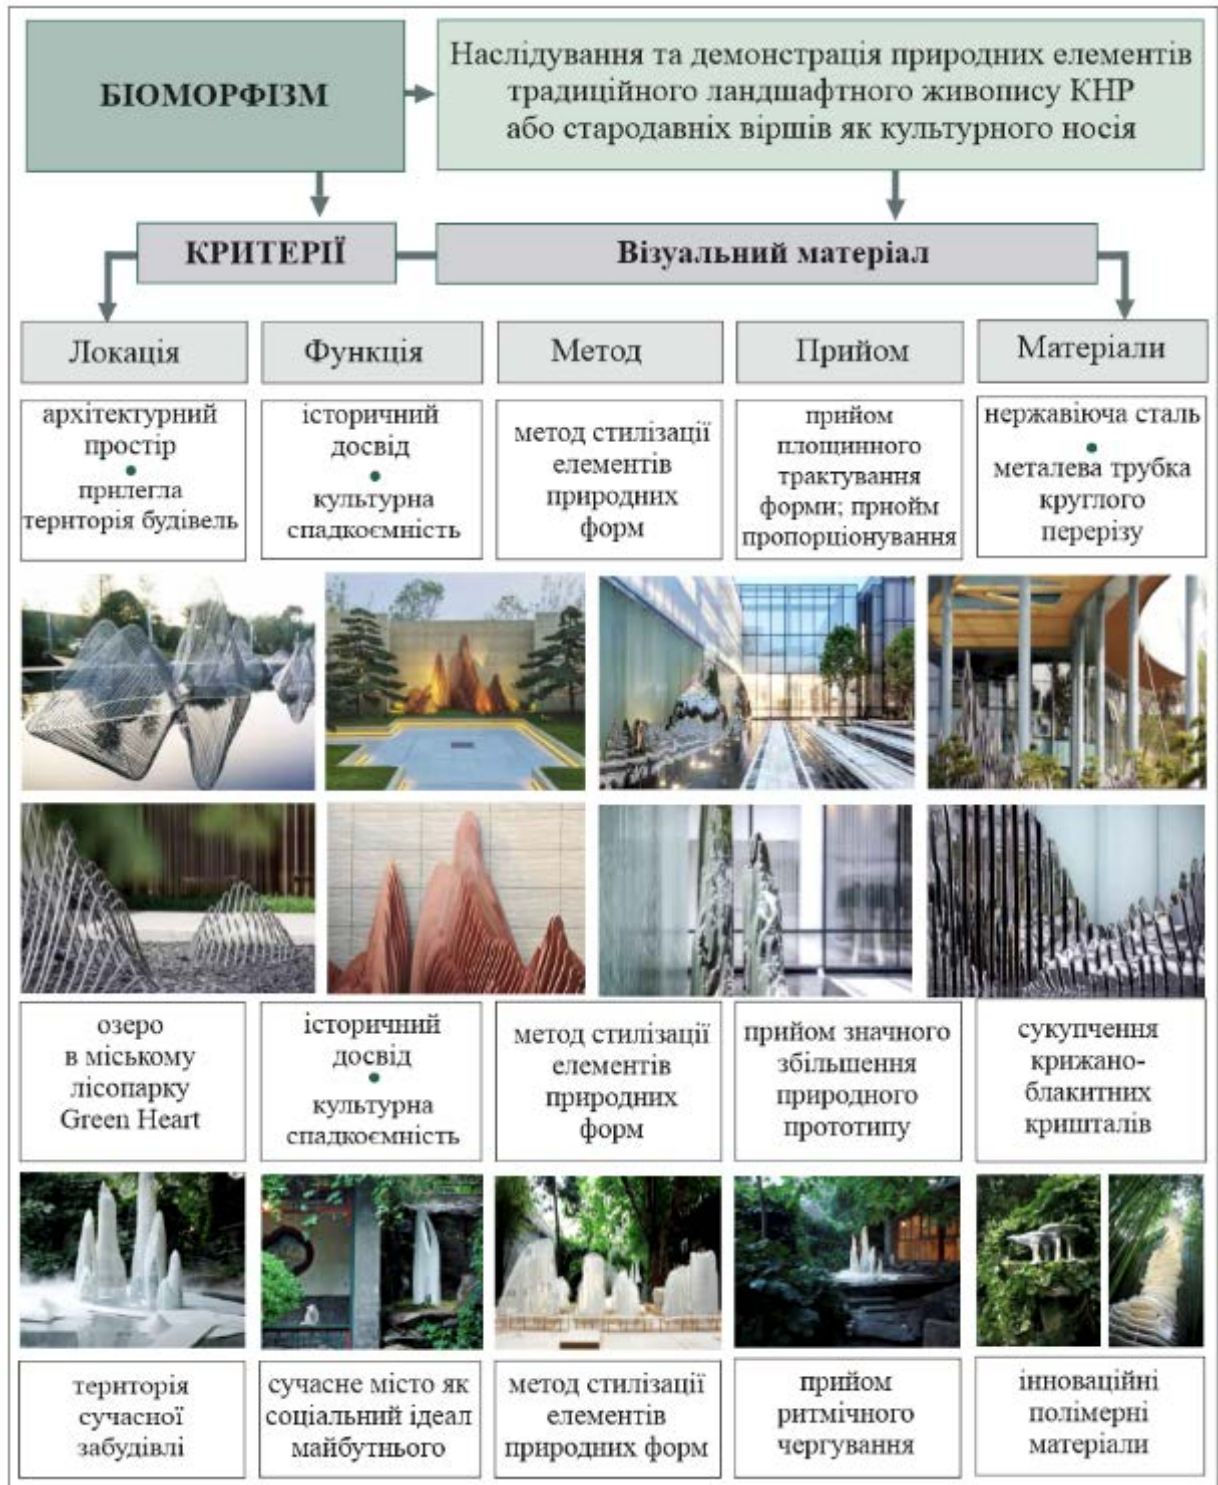 БІОМОРФІЗМ
Наслідування та демонстрація природних елементів
традиційного ландшафтного живопису КНР
або стародавніх віршів як культурного носія
КРИТЕРІЇ
Візуальний матеріал
Локація
Функція
Метод
Прийом
Матеріали
архітектурний
простір
•
прилегла
територія будівель
історичний
досвід
•
культурна
спадкоємність
метод стилізації
елементів
природних
форм
прийом
площинного
трактування
форми; приойм
пропорціонування
нержавіюча сталь
•
металева трубка
круглого
перерізу
озеро
в міському
лісопарку
Green Heart
історичний
досвід
•
культурна
спадкоємність
метод стилізації
елементів
природних
форм
прийом значного
збільшення
природного
прототипу
сукупчення
крижано-
блакитних
кришталів
територія
сучасної
забудівлі
сучасне місто як
соціальний ідеал
майбутнього
метод стилізації
елементів
природних форм
прийом
ритмічного
чергування
інноваційні
полімерні
матеріали